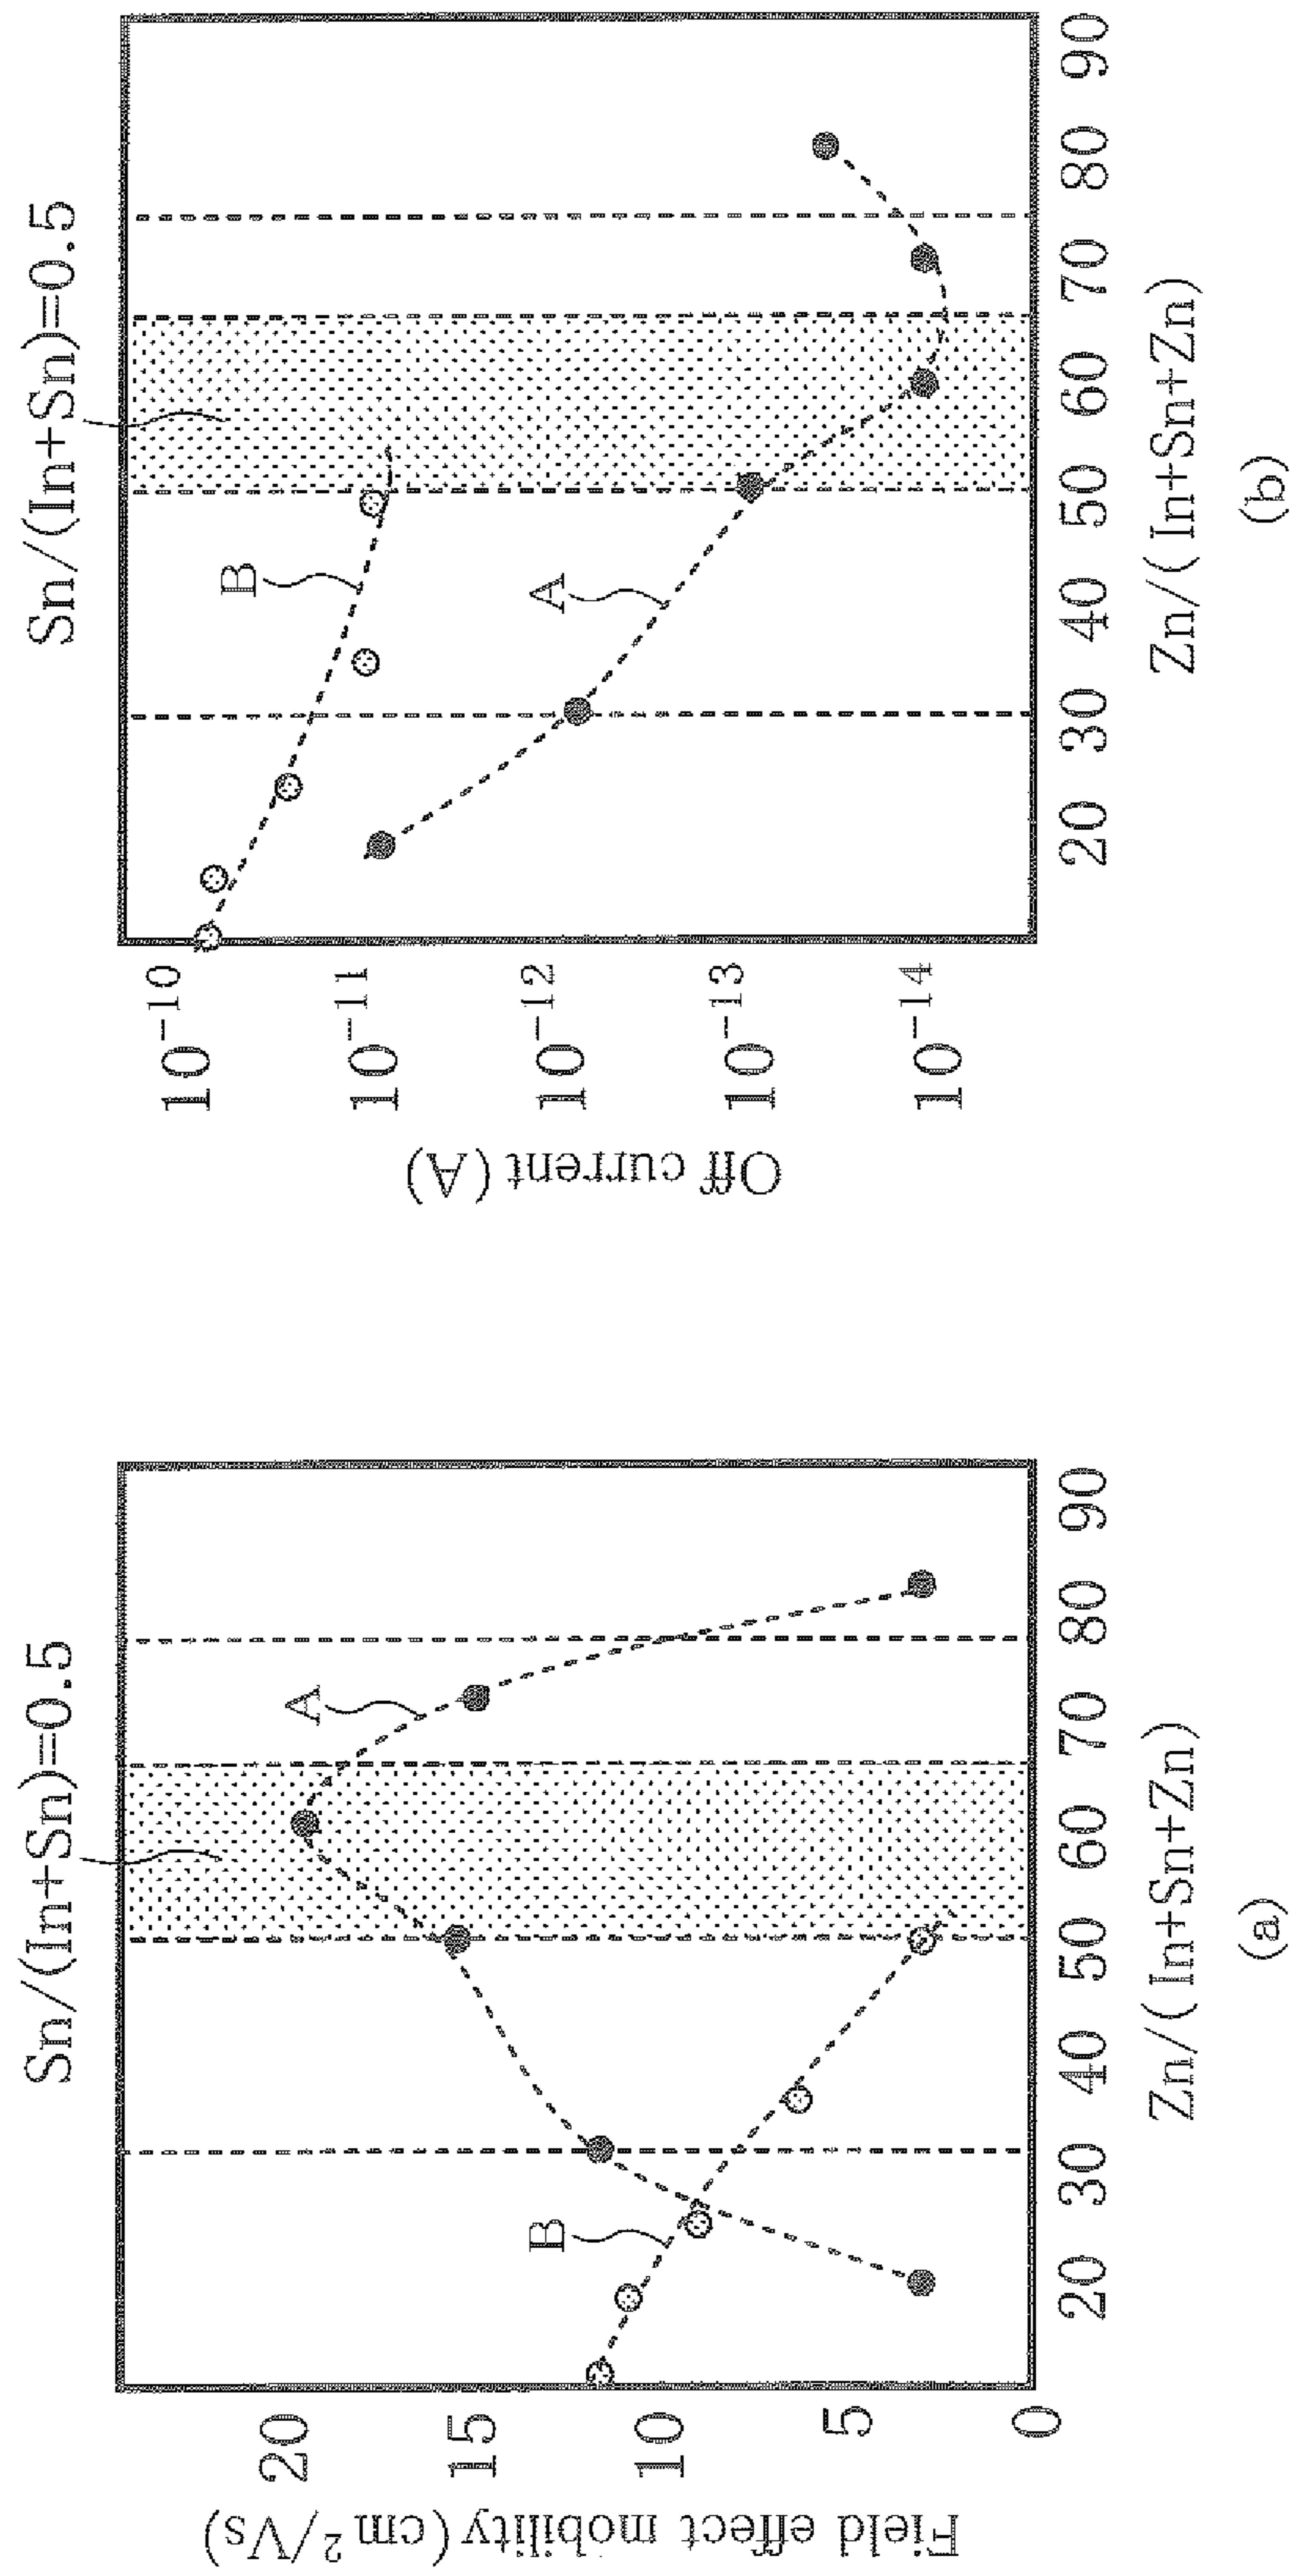 Sn/(In+Sn)=0.5
Field effect mobility (cm²/Vs)
20
15
10
5
0
A
B
20 30 40 50 60 70 80 90
Zn/( In+Sn+Zn)
(a)
Sn/(In+Sn)=0.5
Off current (A)
10⁻¹⁰
10⁻¹¹
10⁻¹²
10⁻¹³
10⁻¹⁴
B
A
20 30 40 50 60 70 80 90
Zn/( In+Sn+Zn)
(b)